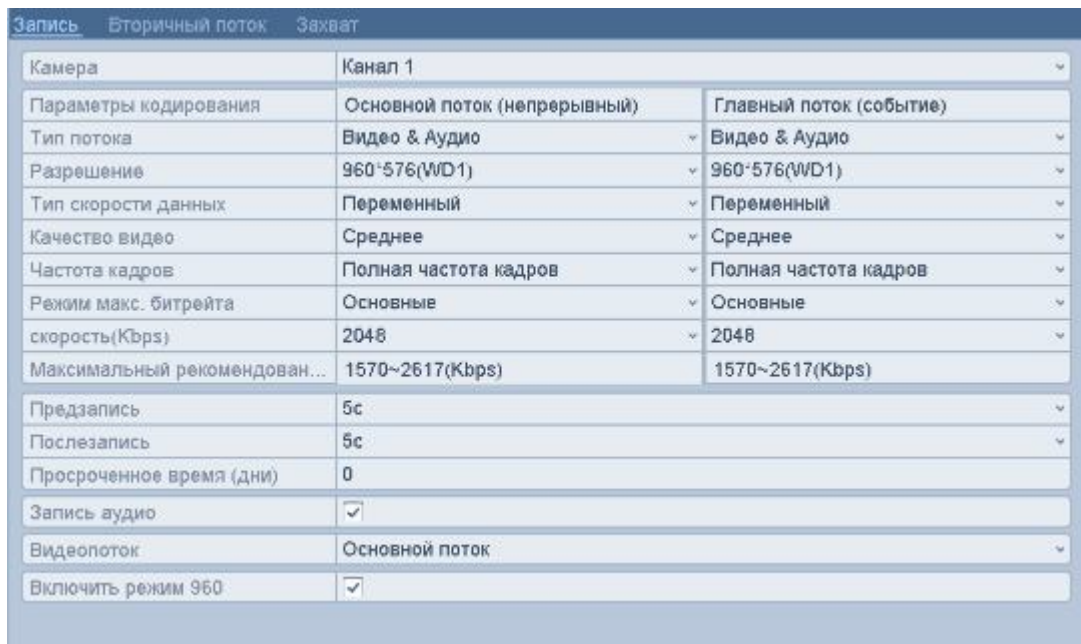 Запись Вторичный поток Захват
Камера Канал 1
Параметры кодирования Основной поток (непрерывный) Главный поток (событие)
Тип потока Видео & Аудио Видео & Аудио
Разрешение 960*576(WD1) 960*576(WD1)
Тип скорости данных Переменный Переменный
Качество видео Среднее Среднее
Частота кадров Полная частота кадров Полная частота кадров
Режим макс. битрейта Основные Основные
скорость(Kbps) 2048 2048
Максимальный рекомендован... 1570~2617(Kbps) 1570~2617(Kbps)
Предзапись 5с
Послезапись 5с
Просроченное время (дни) 0
Запись аудио
Видеопоток Основной поток
Включить режим 960